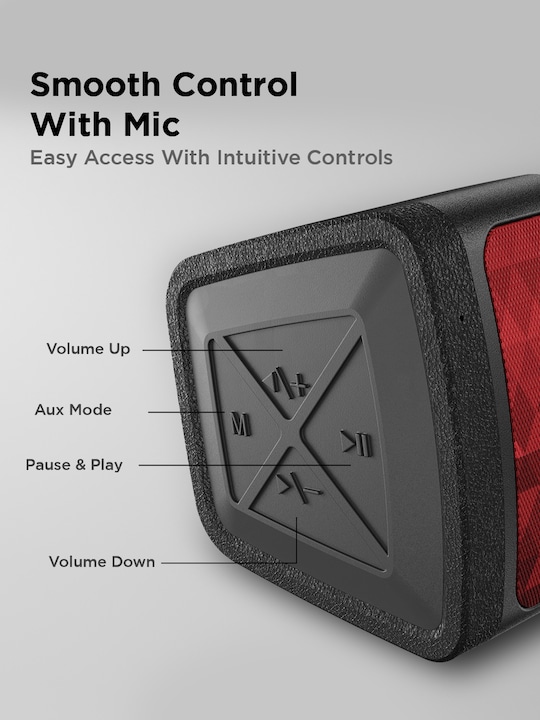 Smooth Control
With Mic
Easy Access With Intuitive Controls
Volume Up
Aux Mode
M
Pause & Play
Volume Down